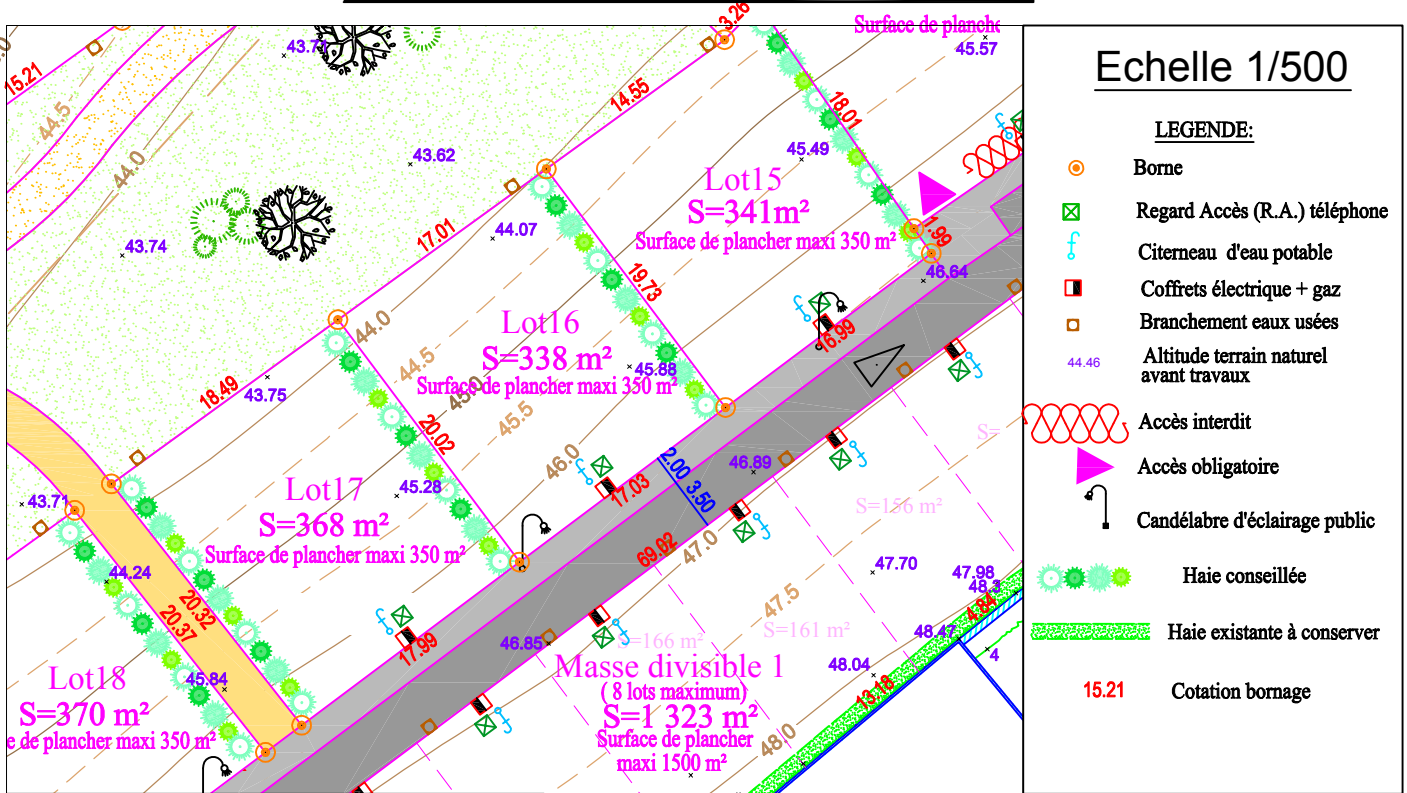 Echelle 1/500
LEGENDE:
Borne
Regard Accès (R.A.) téléphone
Citerneau d'eau potable
Coffrets électrique + gaz
Branchement eaux usées
44.46
Altitude terrain naturel
avant travaux
Accès interdit
Accès obligatoire
Candélabre d'éclairage public
Haie conseillée
Haie existante à conserver
15.21
Cotation bornage
3.26
Surface de planche
45.57
43.71
15.21
44.5
44.0
14.55
18.01
43.62
45.49
Lot15
S=341m²
Surface de plancher maxi 350 m²
1.99
46.64
17.01
44.07
43.74
19.73
16.99
44.0
44.5
45.0
45.5
46.0
Lot16
S=338 m²
Surface de plancher maxi 350 m²
45.88
18.49
43.75
20.02
Lot17
S=368 m²
Surface de plancher maxi 350 m²
45.28
17.03
2.00
3.50
46.89
S=
S=156 m²
43.71
44.24
20.32
20.37
69.02
47.0
47.5
47.70
47.98
48.3
4.84
48.47
4
17.99
46.85
S=166 m²
S=161 m²
48.04
13.18
48.0
Masse divisible 1
( 8 lots maximum)
S=1 323 m²
Surface de plancher
maxi 1500 m²
Lot18
45.84
S=370 m²
e de plancher maxi 350 m²